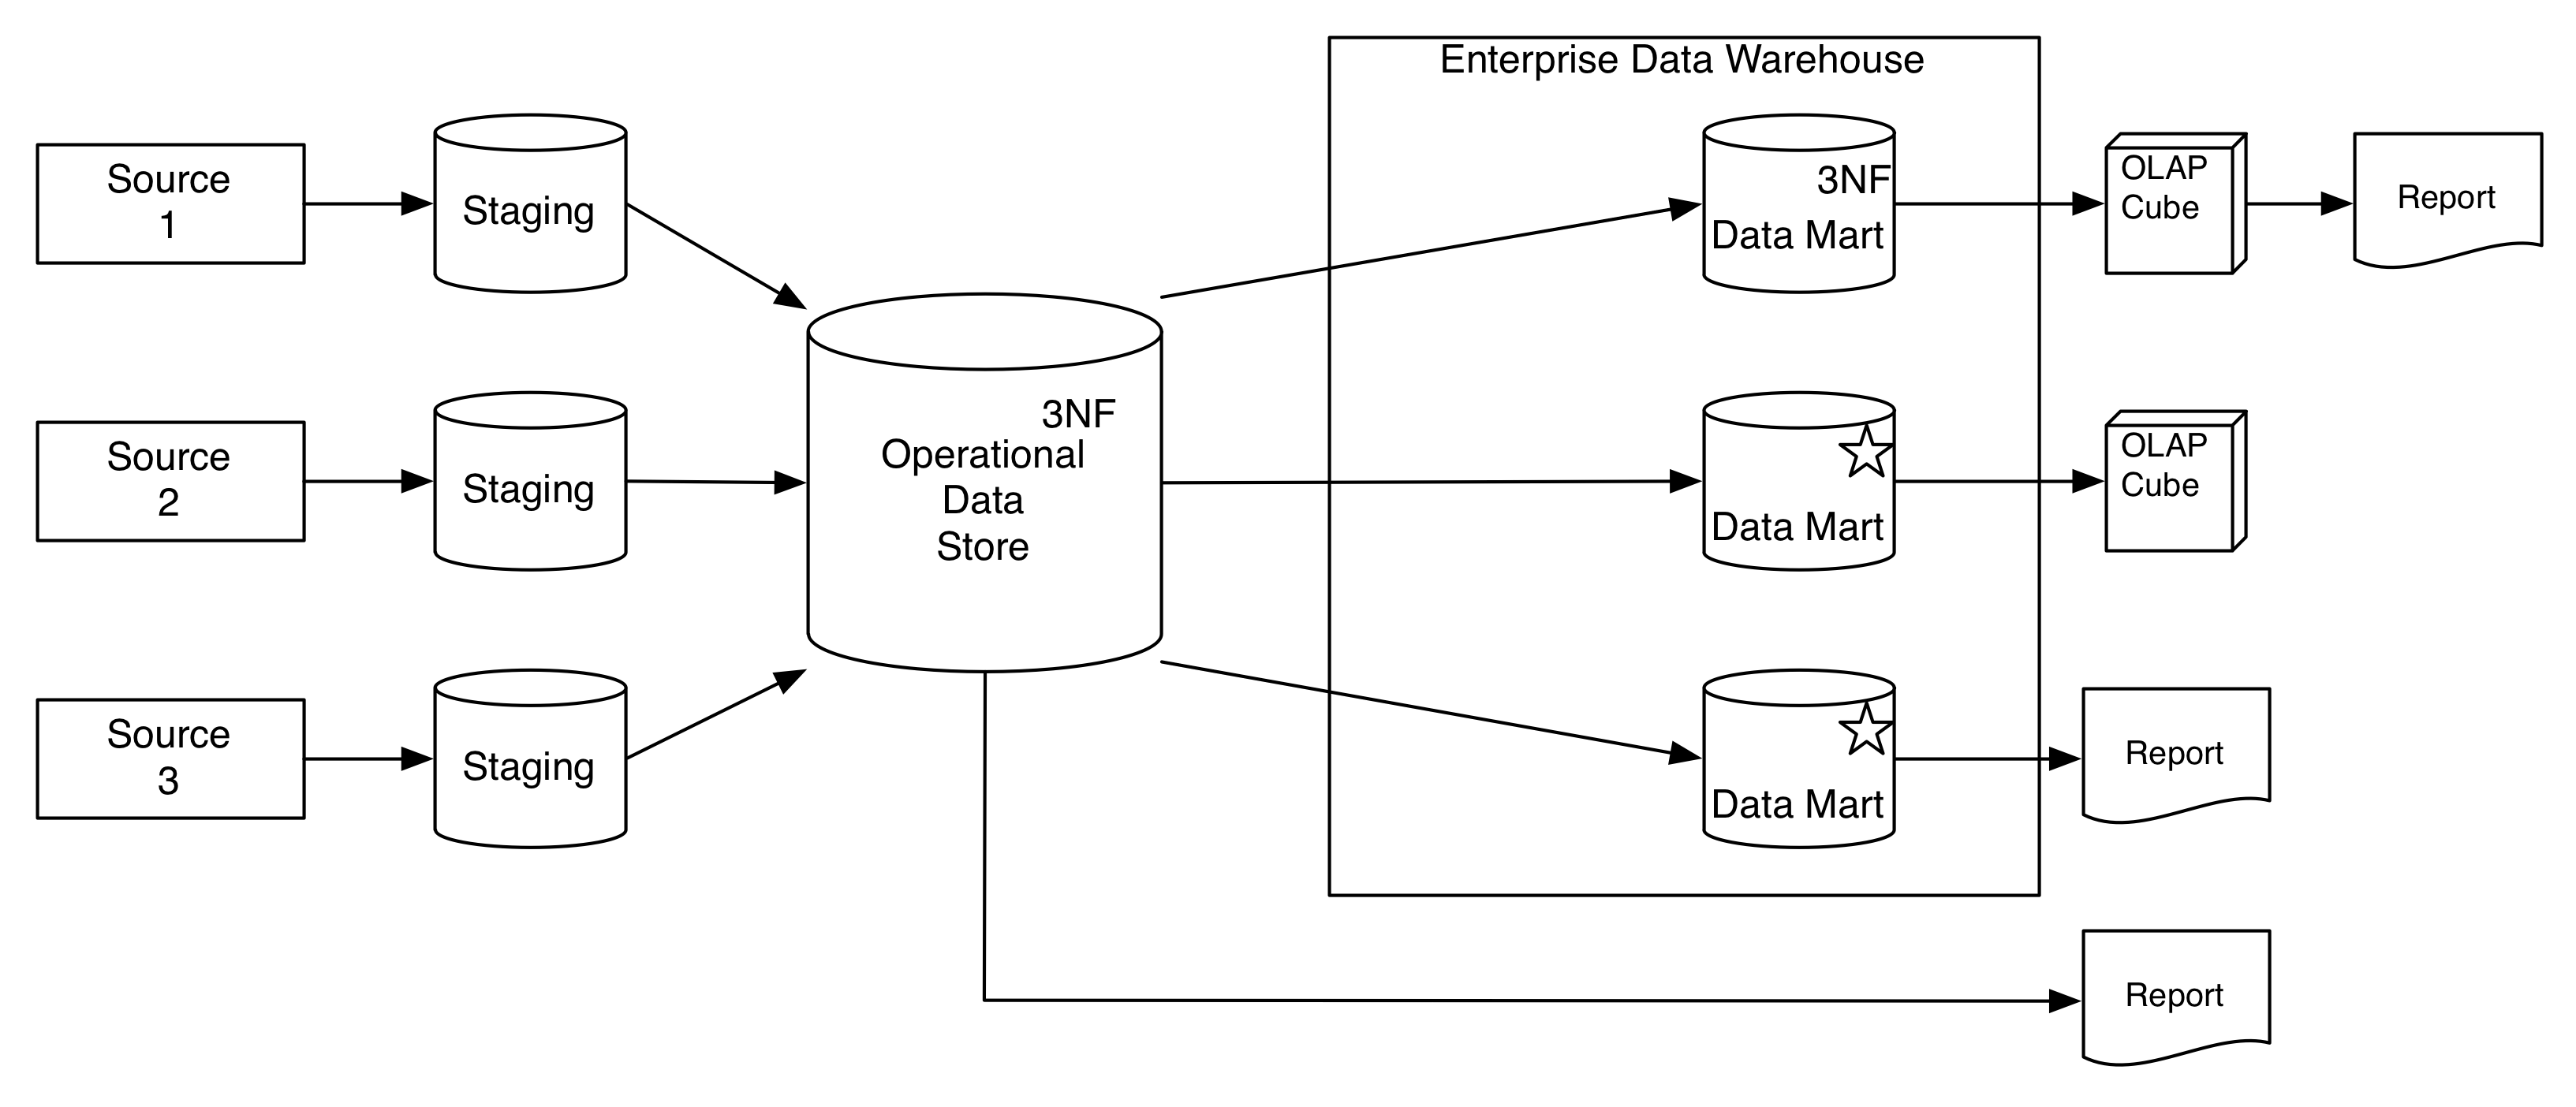 Enterprise Data Warehouse
Source
1
Staging
3NF
Data Mart
OLAP
Cube
Report
Source
2
Staging
3NF
Operational
Data
Store
Data Mart
OLAP
Cube
Source
3
Staging
Data Mart
Report
Report